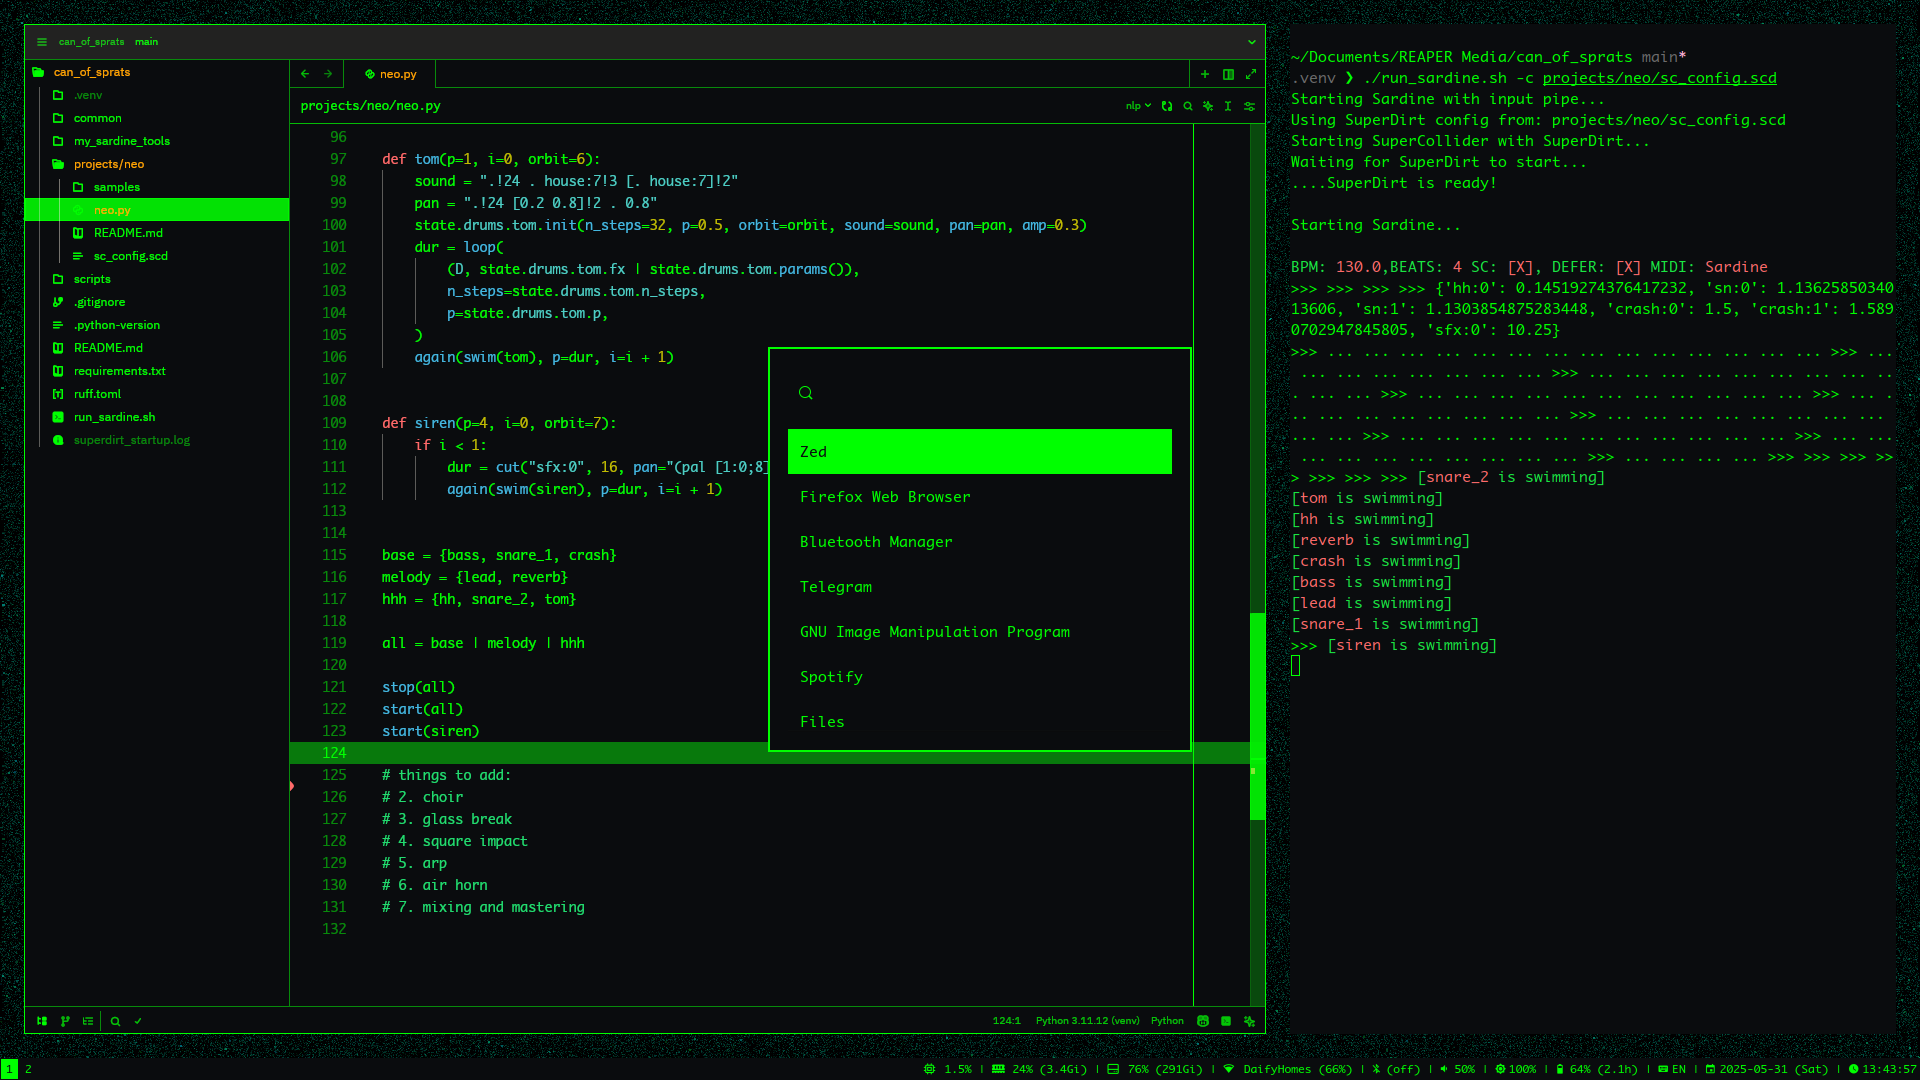 can_of_sprats main
can_of_sprats
.venv
common
my_sardine_tools
projects/neo
samples
neo.py
README.md
sc_config.scd
scripts
.gitignore
.python-version
README.md
requirements.txt
ruff.toml
run_sardine.sh
superdirt_startup.log
neo.py
projects/neo/neo.py
nlp
96
97 def tom(p=1, i=0, orbit=6):
98 sound = ".!24 . house:7!3 [. house:7]!2"
99 pan = ".!24 [0.2 0.8]!2 . 0.8"
100 state.drums.tom.init(n_steps=32, p=0.5, orbit=orbit, sound=sound, pan=pan, amp=0.3)
101 dur = loop(
102 (D, state.drums.tom.fx | state.drums.tom.params()),
103 n_steps=state.drums.tom.n_steps,
104 p=state.drums.tom.p,
105 )
106 again(swim(tom), p=dur, i=i + 1)
107
108
109 def siren(p=4, i=0, orbit=7):
110 if i < 1:
111 dur = cut("sfx:0", 16, pan="(pal [1:0;8]
112 again(swim(siren), p=dur, i=i + 1)
113
114
115 base = {bass, snare_1, crash}
116 melody = {lead, reverb}
117 hhh = {hh, snare_2, tom}
118
119 all = base | melody | hhh
120
121 stop(all)
122 start(all)
123 start(siren)
124
125 # things to add:
126 # 2. choir
127 # 3. glass break
128 # 4. square impact
129 # 5. arp
130 # 6. air horn
131 # 7. mixing and mastering
132
124:1 Python 3.11.12 (venv) Python
Zed
Firefox Web Browser
Bluetooth Manager
Telegram
GNU Image Manipulation Program
Spotify
Files
~/Documents/REAPER Media/can_of_sprats main*
.venv ❯ ./run_sardine.sh -c projects/neo/sc_config.scd
Starting Sardine with input pipe...
Using SuperDirt config from: projects/neo/sc_config.scd
Starting SuperCollider with SuperDirt...
Waiting for SuperDirt to start...
....SuperDirt is ready!
Starting Sardine...
BPM: 130.0,BEATS: 4 SC: [X], DEFER: [X] MIDI: Sardine
>>> >>> >>> >>> {'hh:0': 0.14519274376417232, 'sn:0': 1.13625850340
13606, 'sn:1': 1.1303854875283448, 'crash:0': 1.5, 'crash:1': 1.589
0702947845805, 'sfx:0': 10.25}
>>> ... ... ... ... ... ... ... ... ... ... ... ... ... ... >>> ...
... ... ... ... ... ... ... >>> ... ... ... ... ... ... ... ... ..
. ... ... >>> ... ... ... ... ... ... ... ... ... ... ... >>> ... .
.. ... ... ... ... ... ... ... >>> ... ... ... ... ... ... ... ...
... ... >>> ... ... ... ... ... ... ... ... ... ... ... >>> ... ...
... ... ... ... ... ... ... ... >>> ... ... ... ... >>> >>> >>> >>
> >>> >>> >>> [snare_2 is swimming]
[tom is swimming]
[hh is swimming]
[reverb is swimming]
[crash is swimming]
[bass is swimming]
[lead is swimming]
[snare_1 is swimming]
>>> [siren is swimming]
1 2
1.5% | 24% (3.4Gi) | 76% (291Gi) | DaifyHomes (66%) | (off) | 50% | 100% | 64% (2.1h) | EN | 2025-05-31 (Sat) | 13:43:57